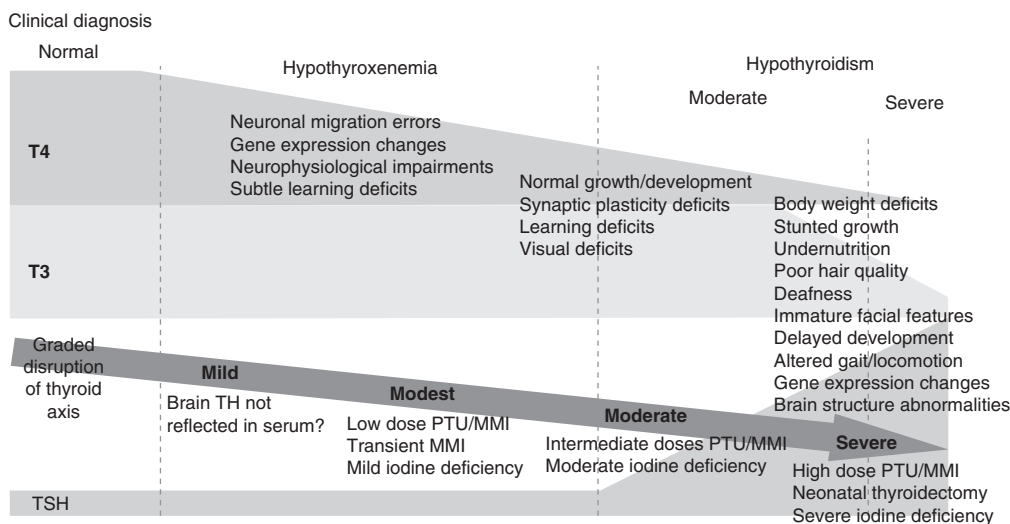 Clinical diagnosis
Normal
Hypothyroxenemia
Hypothyroidism
Moderate
Severe
T4
Neuronal migration errors
Gene expression changes
Neurophysiological impairments
Subtle learning deficits
Normal growth/development
Synaptic plasticity deficits
Learning deficits
Visual deficits
Body weight deficits
Stunted growth
Undernutrition
Poor hair quality
Deafness
Immature facial features
Delayed development
Altered gait/locomotion
Gene expression changes
Brain structure abnormalities
T3
Graded
disruption
of thyroid
axis
Mild
Brain TH not
reflected in serum?
Modest
Low dose PTU/MMI
Transient MMI
Mild iodine deficiency
Moderate
Intermediate doses PTU/MMI
Moderate iodine deficiency
Severe
High dose PTU/MMI
Neonatal thyroidectomy
Severe iodine deficiency
TSH